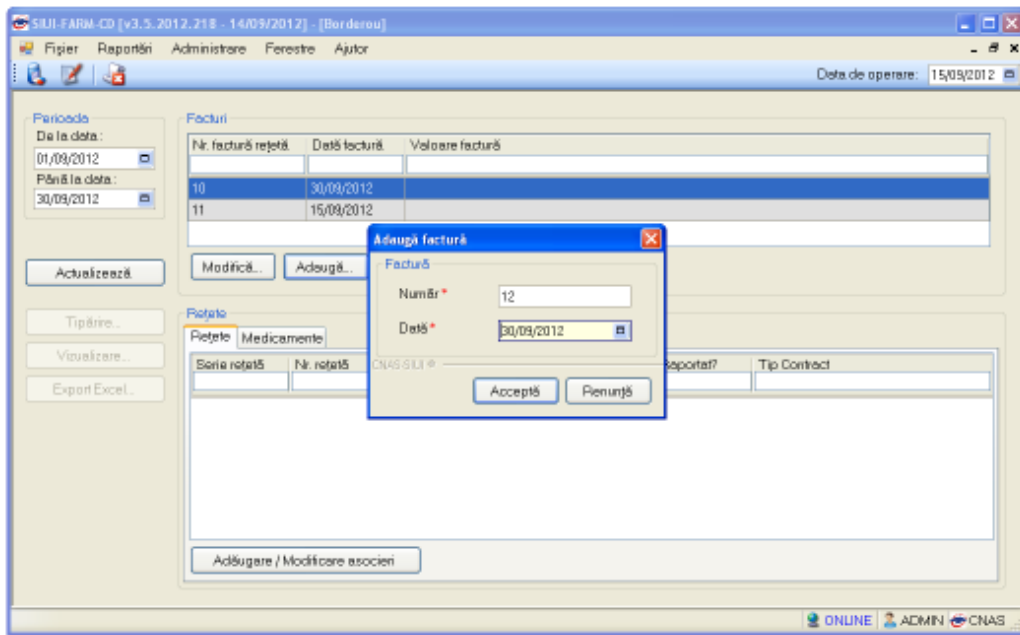 SIUI-FARM-CD [v3.5.2012.218 - 14/09/2012] - [Borderou]
Fișier Raportări Administrare Ferestre Ajutor
Data de operare: 15/09/2012
Perioada
De la data:
01/09/2012
Până la data:
30/09/2012
Actualizează
Tipărire...
Vizualizare...
Export Excel...
Facturi
Nr. factură rețetă Dată factură Valoare factură
10 30/09/2012
11 15/09/2012
Modifică... Adaugă...
Adaugă factură
Factură
Număr* 12
Dată* 30/09/2012
CNAS-SIUI ©
Acceptă Renunță
Rețete
Rețete Medicamente
Serie rețetă Nr. rețetă Raportat? Tip Contract
Adăugare / Modificare asocieri
ONLINE ADMIN CNAS